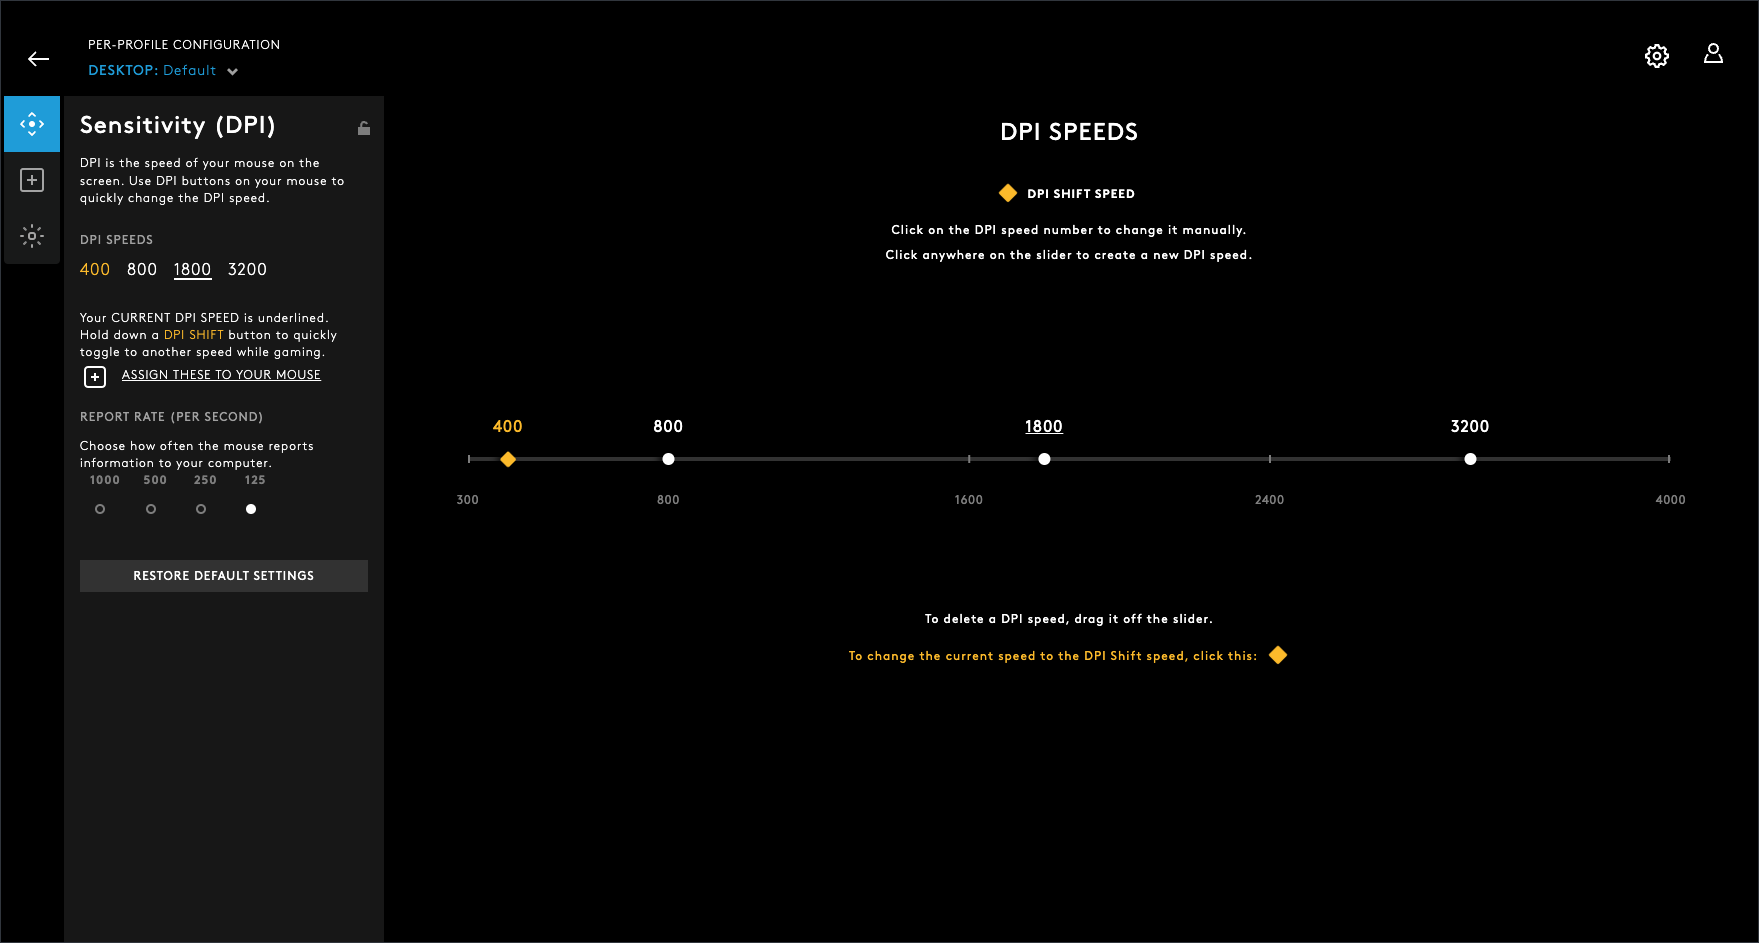 PER-PROFILE CONFIGURATION
DESKTOP: Default
Sensitivity (DPI)
DPI is the speed of your mouse on the
screen. Use DPI buttons on your mouse to
quickly change the DPI speed.
DPI SPEEDS
400 800 1800 3200
Your CURRENT DPI SPEED is underlined.
Hold down a DPI SHIFT button to quickly
toggle to another speed while gaming.
ASSIGN THESE TO YOUR MOUSE
REPORT RATE (PER SECOND)
Choose how often the mouse reports
information to your computer.
1000 500 250 125
RESTORE DEFAULT SETTINGS
DPI SPEEDS
DPI SHIFT SPEED
Click on the DPI speed number to change it manually.
Click anywhere on the slider to create a new DPI speed.
400 800 1800 3200
300 800 1600 2400 4000
To delete a DPI speed, drag it off the slider.
To change the current speed to the DPI Shift speed, click this: